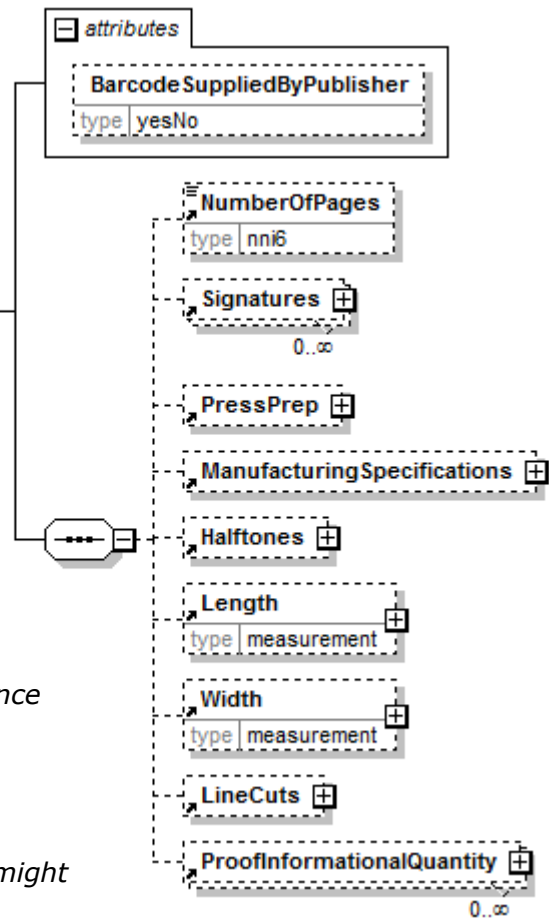 attributes
BarcodeSuppliedByPublisher
type yesNo
NumberOfPages
type nni6
Signatures
0..∞
PressPrep
ManufacturingSpecifications
Halftones
Length
type measurement
nce
Width
type measurement
LineCuts
might
ProofInformationalQuantity
0..∞